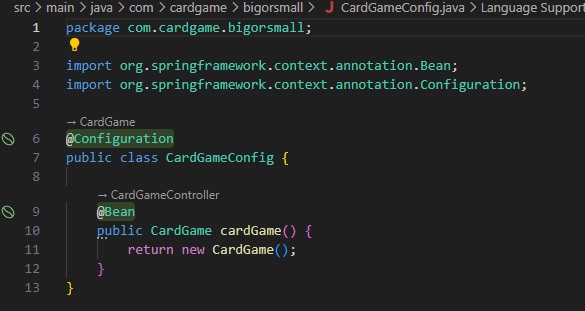 src > main > java > com > cardgame > bigorsmall > J CardGameConfig.java > Language Support
1 package com.cardgame.bigorsmall;
2
3 import org.springframework.context.annotation.Bean;
4 import org.springframework.context.annotation.Configuration;
5
→ CardGame
6 @Configuration
7 public class CardGameConfig {
8
→ CardGameController
9 @Bean
10 public CardGame cardGame() {
11 return new CardGame();
12 }
13 }